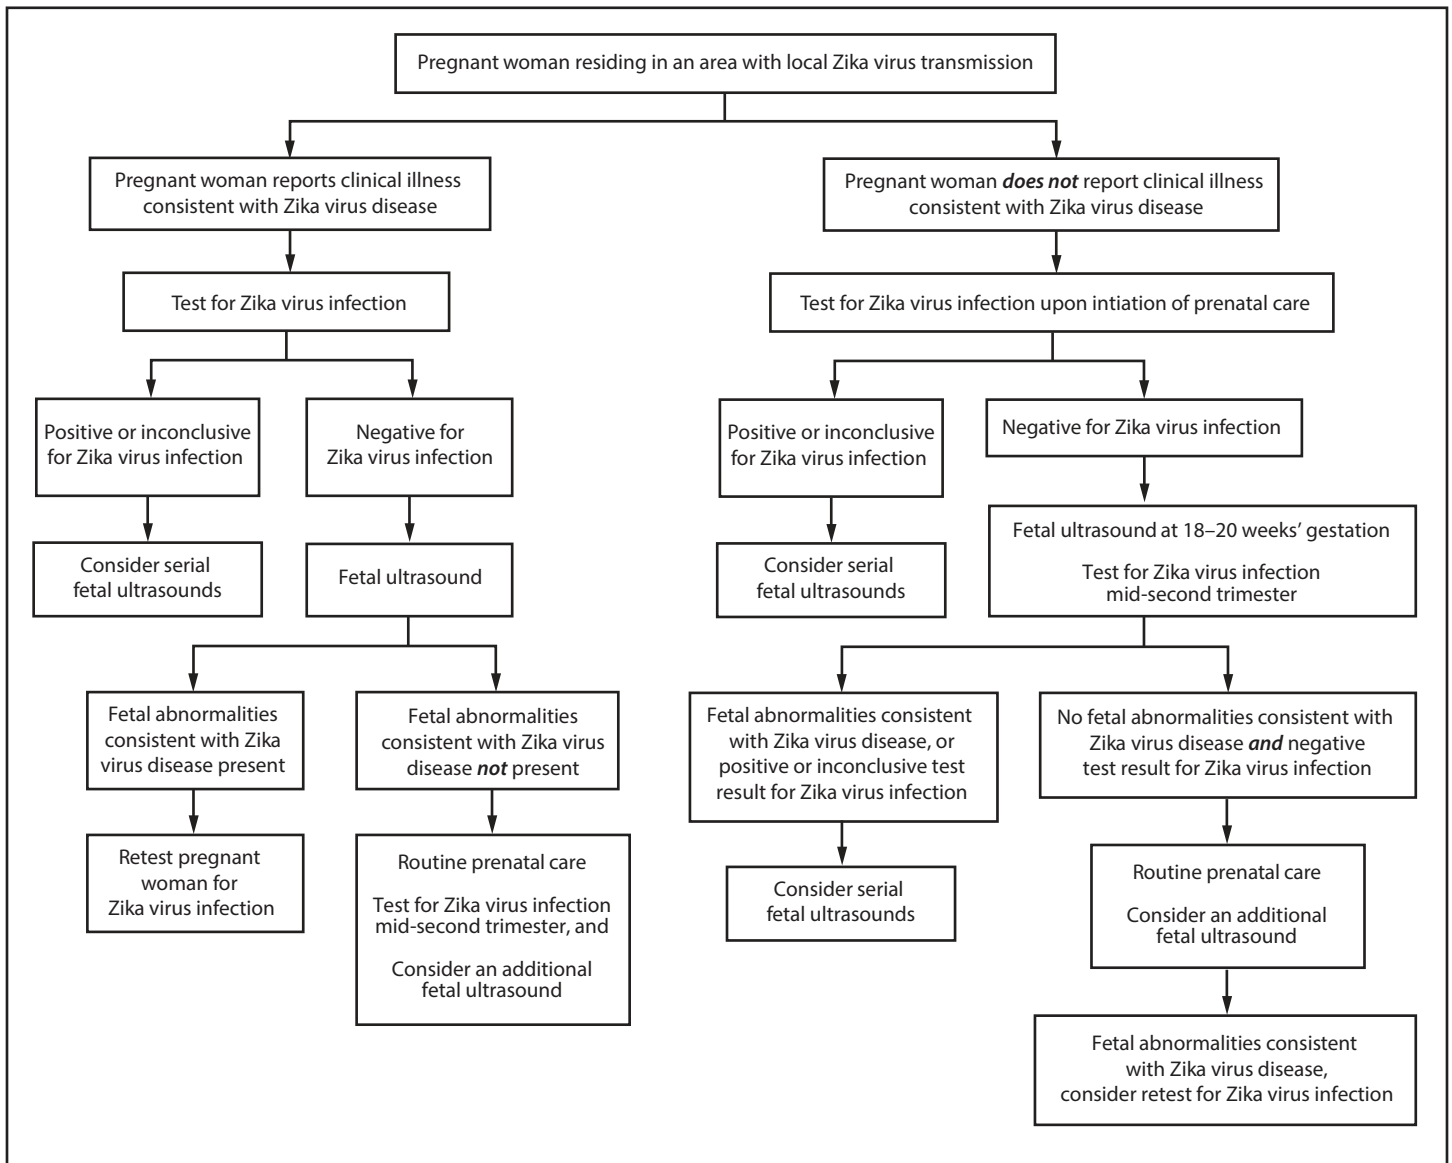 Pregnant woman residing in an area with local Zika virus transmission
Pregnant woman reports clinical illness
consistent with Zika virus disease
Test for Zika virus infection
Positive or inconclusive
for Zika virus infection
Consider serial
fetal ultrasounds
Negative for
Zika virus infection
Fetal ultrasound
Fetal abnormalities
consistent with Zika
virus disease present
Retest pregnant
woman for
Zika virus infection
Fetal abnormalities
consistent with Zika virus
disease not present
Routine prenatal care
Test for Zika virus infection
mid-second trimester, and
Consider an additional
fetal ultrasound
Pregnant woman does not report clinical illness
consistent with Zika virus disease
Test for Zika virus infection upon intiation of prenatal care
Positive or inconclusive
for Zika virus infection
Consider serial
fetal ultrasounds
Negative for Zika virus infection
Fetal ultrasound at 18–20 weeks’ gestation
Test for Zika virus infection
mid-second trimester
Fetal abnormalities consistent
with Zika virus disease, or
positive or inconclusive test
result for Zika virus infection
Consider serial
fetal ultrasounds
No fetal abnormalities consistent with
Zika virus disease and negative
test result for Zika virus infection
Routine prenatal care
Consider an additional
fetal ultrasound
Fetal abnormalities consistent
with Zika virus disease,
consider retest for Zika virus infection